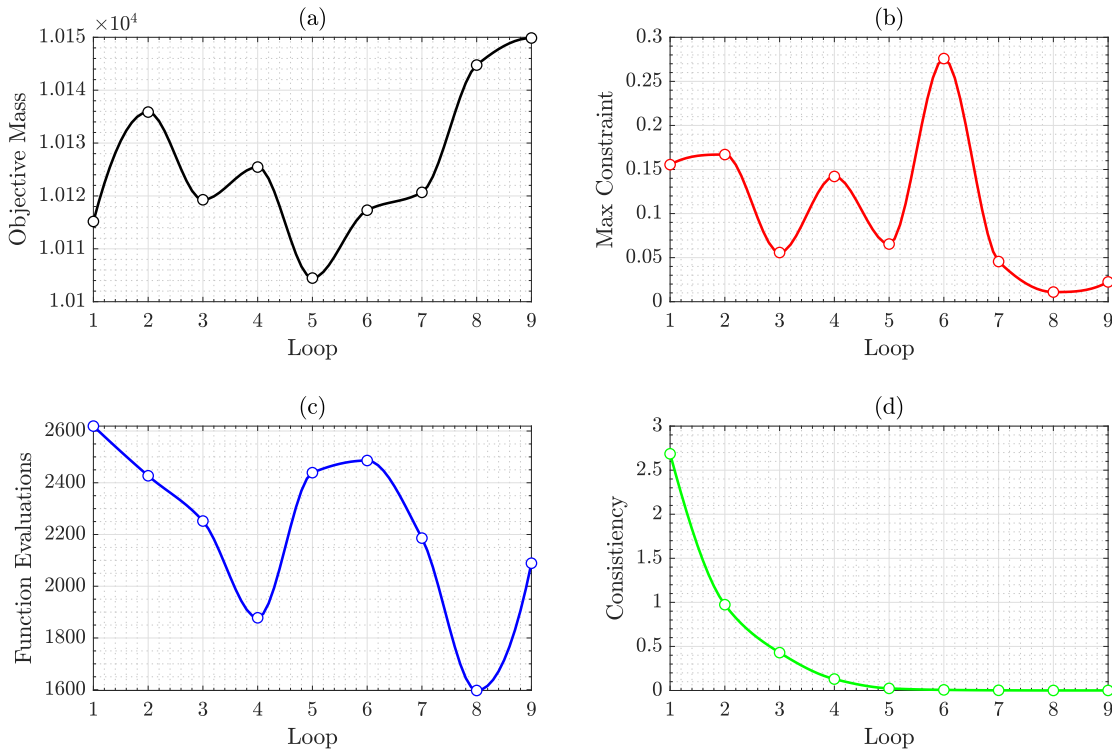 (a)
×10⁴
1.015
1.014
1.013
1.012
1.011
1.01
Objective Mass
1 2 3 4 5 6 7 8 9
Loop
(b)
0.3
0.25
0.2
0.15
0.1
0.05
0
Max Constraint
1 2 3 4 5 6 7 8 9
Loop
(c)
2600
2400
2200
2000
1800
1600
Function Evaluations
1 2 3 4 5 6 7 8 9
Loop
(d)
3
2.5
2
1.5
1
0.5
0
Consistiency
1 2 3 4 5 6 7 8 9
Loop